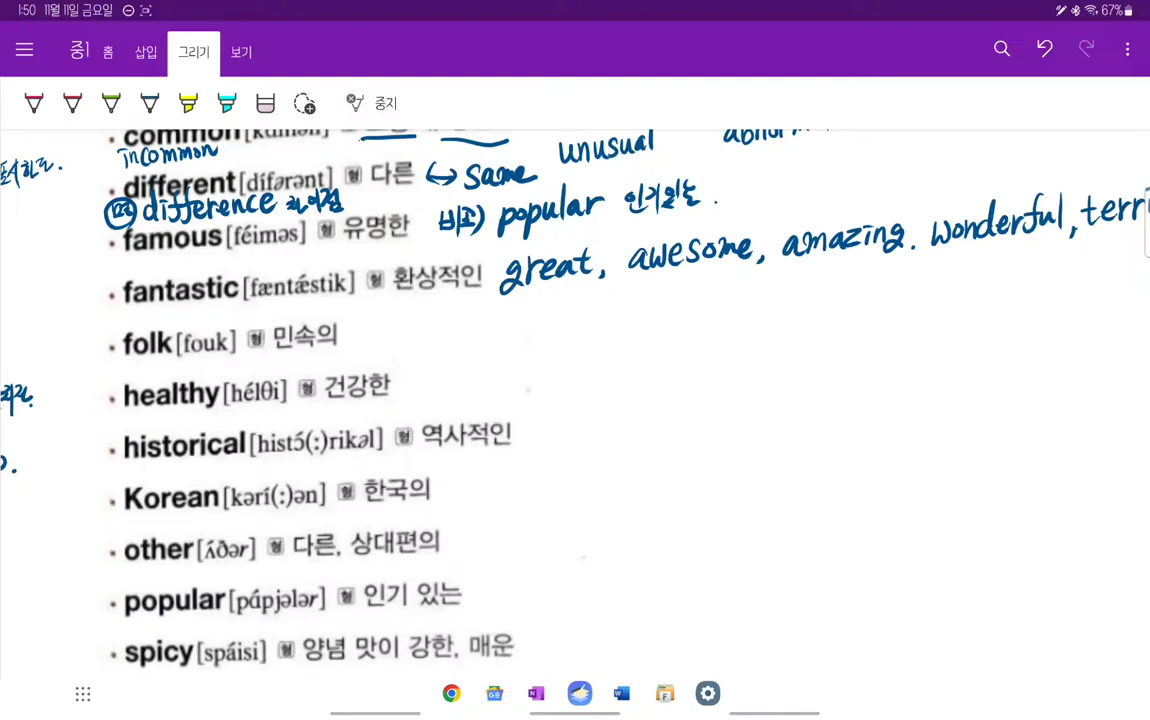 1:50 11월 11일 금요일 67%
중1 홈 삽입 그리기 보기
중지
common
incommon unusual
different[dífərənt] 형 다른 ↔ same
difference 차이점
famous[féiməs] 형 유명한 비교) popular 인기있는.
fantastic[fæntǽstik] 형 환상적인 great, awesome, amazing. wonderful, terri
folk[fouk] 형 민속의
healthy[hélθi] 형 건강한
historical[histɔ́(:)rikəl] 형 역사적인
Korean[kərí(:)ən] 형 한국의
other[ʌ́ðər] 형 다른, 상대편의
popular[pápjələr] 형 인기 있는
spicy[spáisi] 형 양념 맛이 강한, 매운